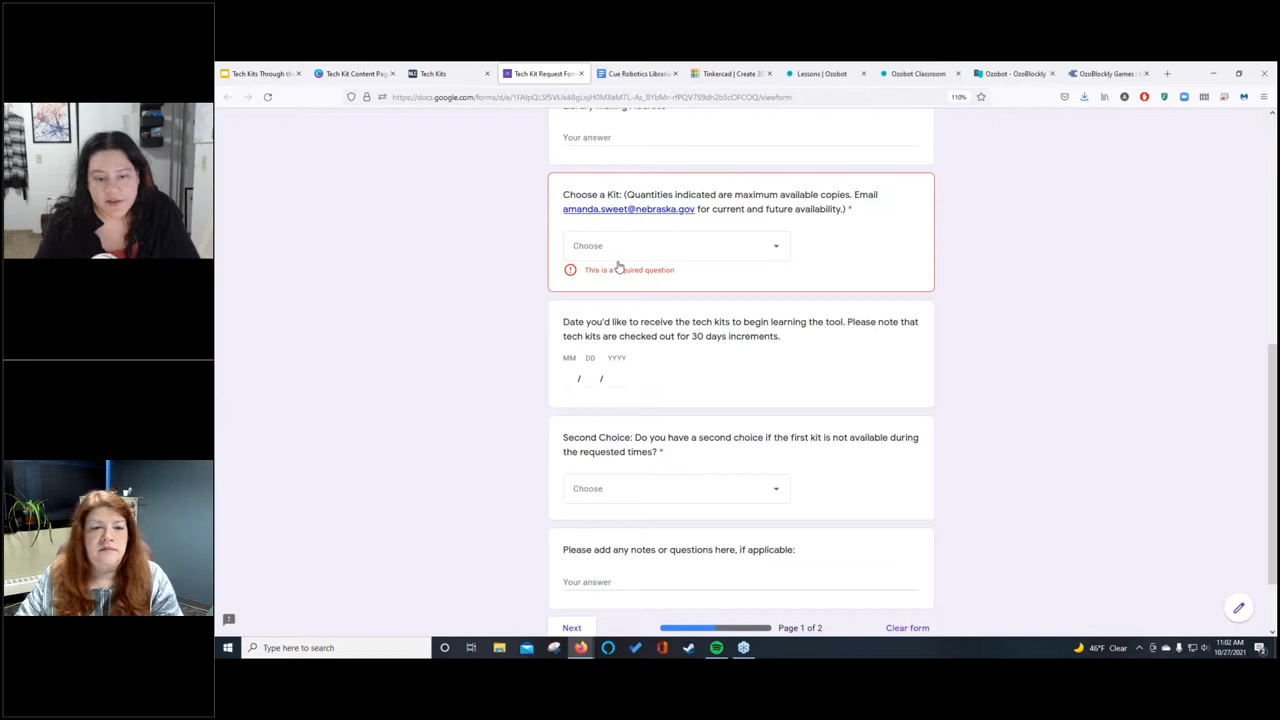 Tech Kits Through the
Tech Kit Content Pag
NLC
Tech Kits
Tech Kit Request Form
Cue Robotics Libraria
Tinkercad | Create 3D
Lessons | Ozobot
Ozobot Classroom
Ozobot - OzoBlockly
OzoBlockly Games :
110%
Your answer
Choose a Kit: (Quantities indicated are maximum available copies. Email
amanda.sweet@nebraska.gov for current and future availability.) *
Choose
This is a required question
Date you'd like to receive the tech kits to begin learning the tool. Please note that
tech kits are checked out for 30 days increments.
MM DD YYYY
/ /
Second Choice: Do you have a second choice if the first kit is not available during
the requested times? *
Choose
Please add any notes or questions here, if applicable:
Your answer
Next
Page 1 of 2
Clear form
Type here to search
46°F Clear
11:02 AM
10/27/2021